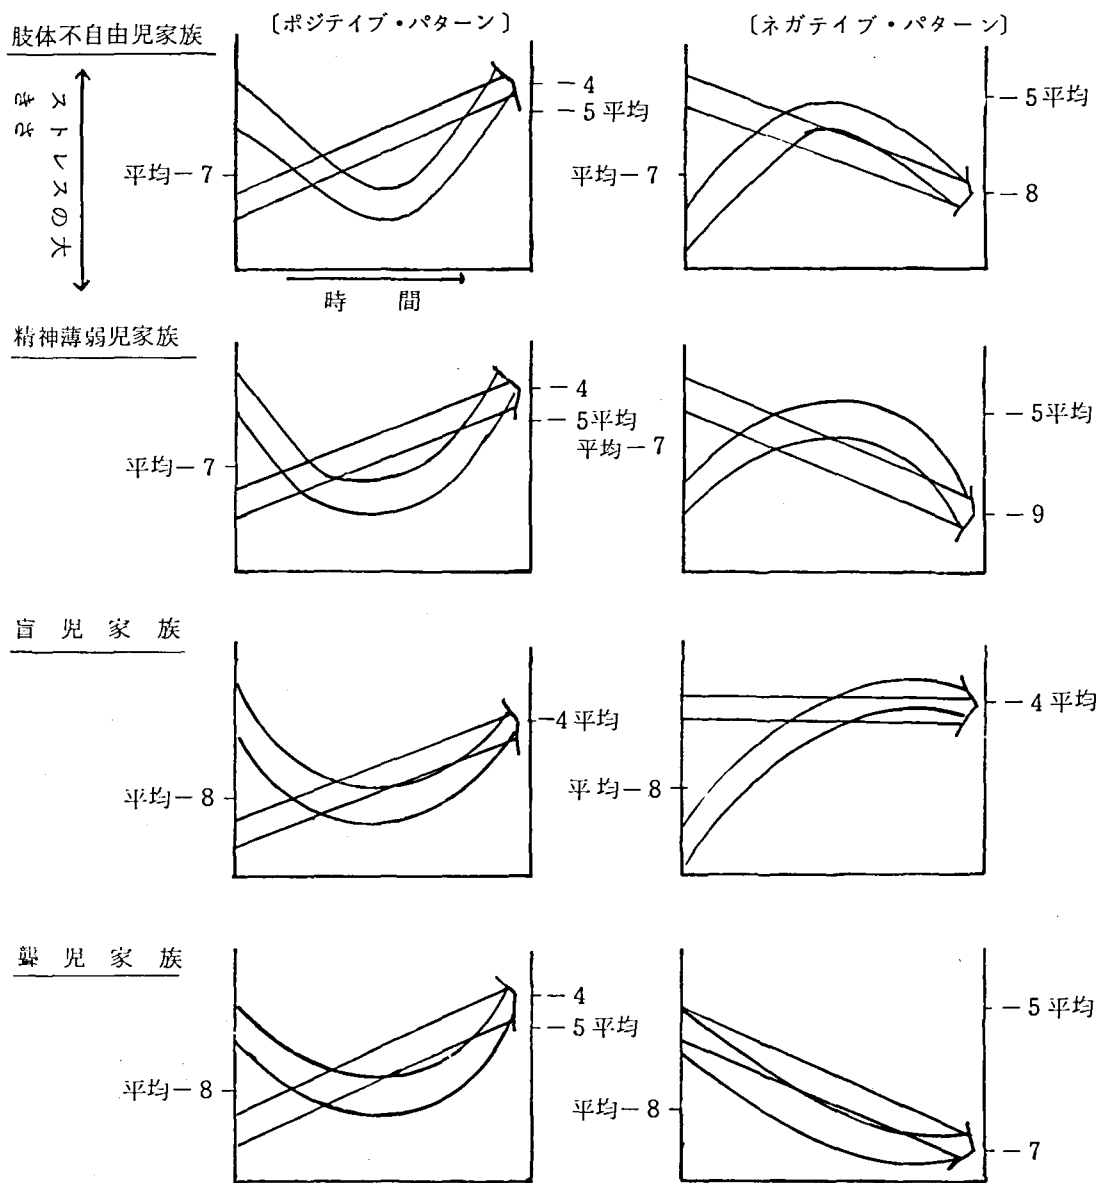 肢体不自由児家族
〔ポジテイブ・パターン〕
〔ネガテイブ・パターン〕
ストレスの大きさ
平均－7
－4
－5平均
平均－7
－5平均
－8
時 間
精神薄弱児家族
平均－7
－4
－5平均
平均－7
－5平均
－9
盲 児 家 族
平均－8
－4平均
平均－8
－4平均
聾 児 家 族
平均－8
－4
－5平均
平均－8
－5平均
－7